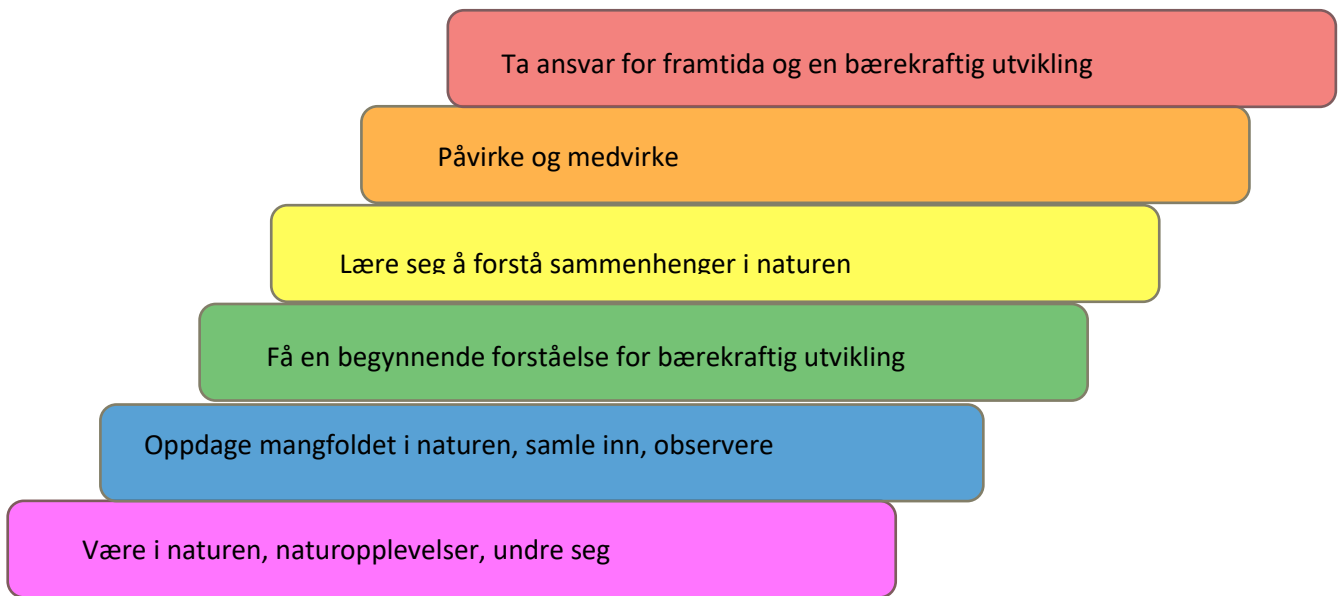 Ta ansvar for framtida og en bærekraftig utvikling
Påvirke og medvirke
Lære seg å forstå sammenhenger i naturen
Få en begynnende forståelse for bærekraftig utvikling
Oppdage mangfoldet i naturen, samle inn, observere
Være i naturen, naturopplevelser, undre seg